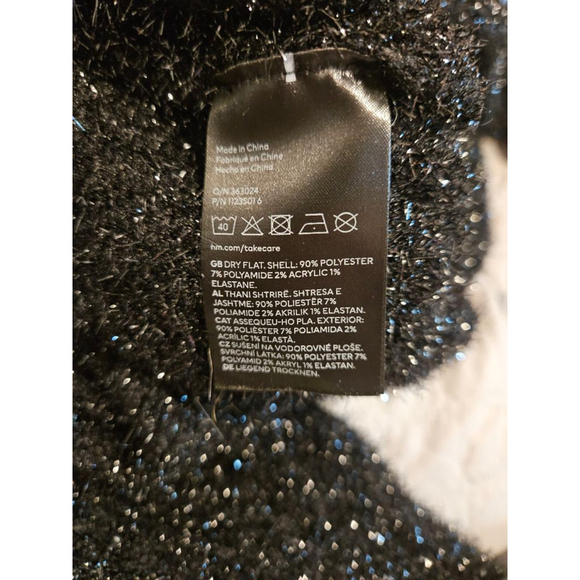 Made in China
Fabriqué en Chine
Hecho en China
O/N 363024
P/N 1123501 6
40
hm.com/takecare
GB DRY FLAT. SHELL: 90% POLYESTER
7% POLYAMIDE 2% ACRYLIC 1%
ELASTANE.
AL THANI SHTRIRË. SHTRESA E
JASHTME: 90% POLIESTËR 7%
POLIAMIDE 2% AKRILIK 1% ELASTAN.
CAT ASSEQUEU-HO PLA. EXTERIOR:
90% POLIÈSTER 7% POLIAMIDA 2%
ACRÍLIC 1% ELASTÀ.
CZ SUŠENÍ NA VODOROVNÉ PLOŠE.
SVRCHNÍ LÁTKA: 90% POLYESTER 7%
POLYAMID 2% AKRYL 1% ELASTAN.
DE LIEGEND TROCKNEN.